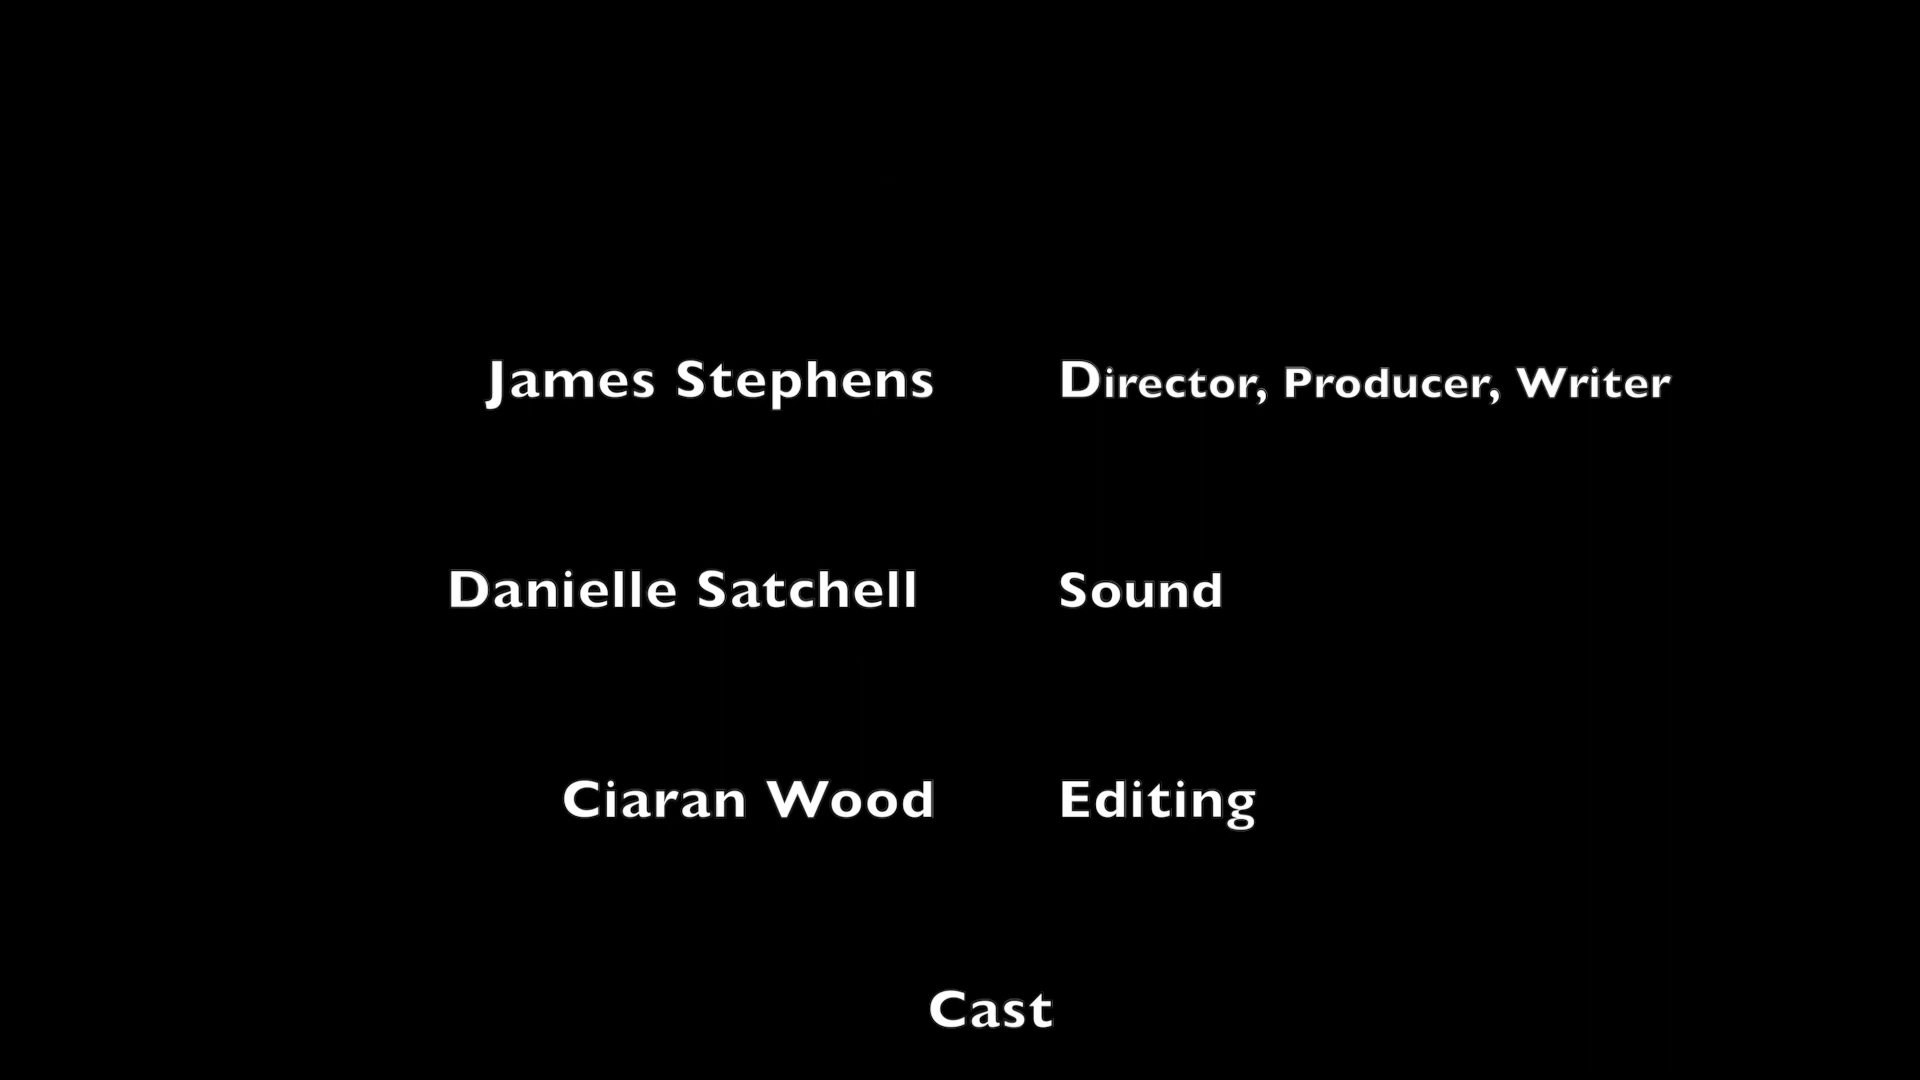 James Stephens Director, Producer, Writer
Danielle Satchell Sound
Ciaran Wood Editing
Cast